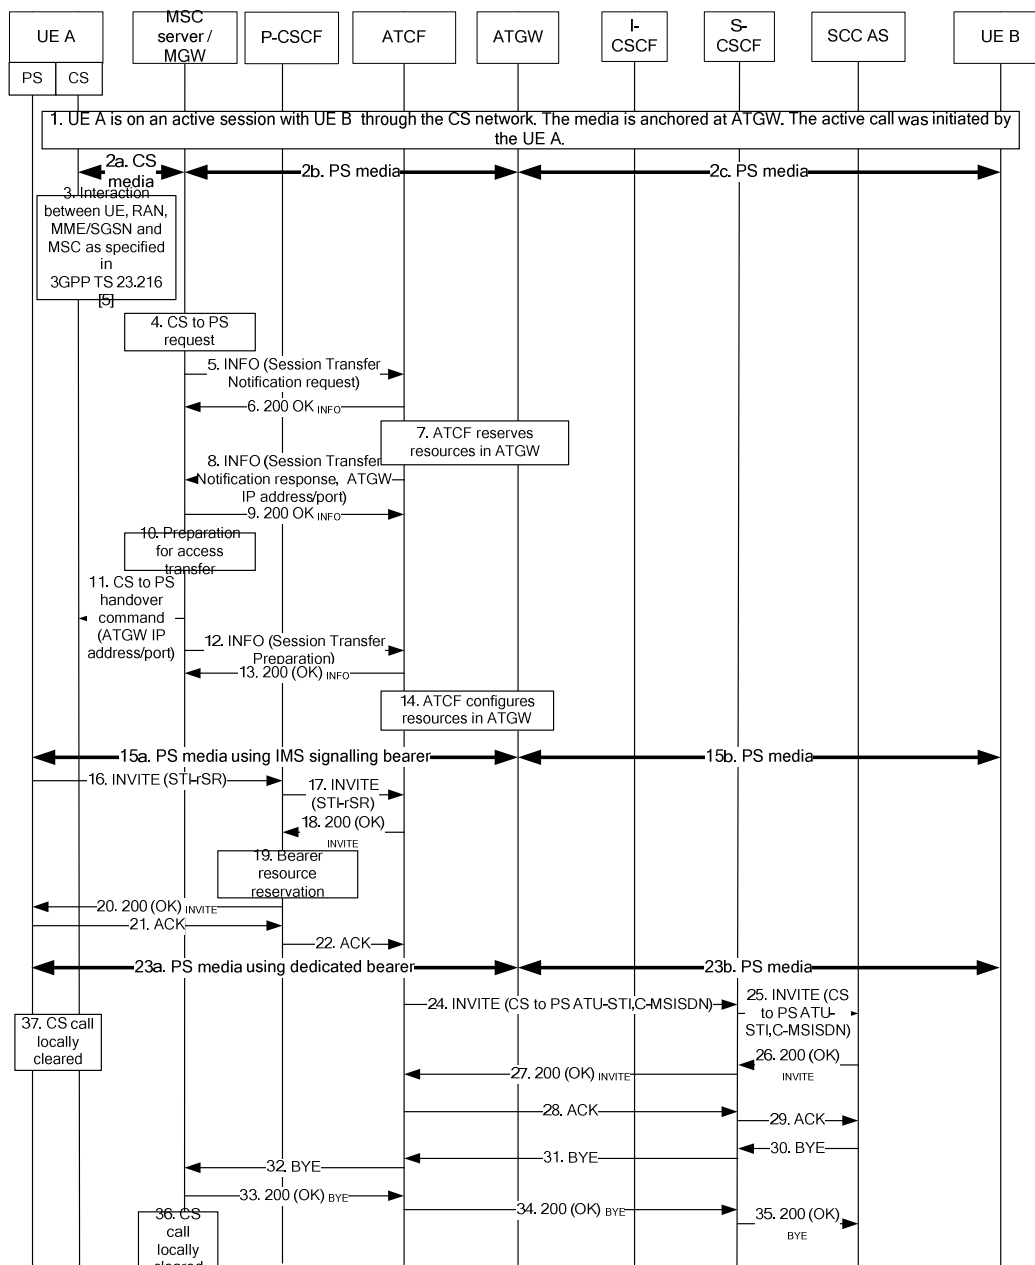 UE A
MSC
server /
MGW
P-CSCF
ATCF
ATGW
I-
CSCF
S-
CSCF
SCC AS
UE B
PS
CS
1. UE A is on an active session with UE B through the CS network. The media is anchored at ATGW. The active call was initiated by
the UE A.
2a. CS
media
2b. PS media
2c. PS media
3. Interaction
between UE, RAN,
MME/SGSN and
MSC as specified
in
3GPP TS 23.216
[5]
4. CS to PS
request
5. INFO (Session Transfer
Notification request)
6. 200 OK INFO
7. ATCF reserves
resources in ATGW
8. INFO (Session Transfer
Notification response, ATGW
IP address/port)
9. 200 OK INFO
10. Preparation
for access
transfer
11. CS to PS
handover
command
(ATGW IP
address/port)
12. INFO (Session Transfer
Preparation)
13. 200 (OK) INFO
14. ATCF configures
resources in ATGW
15a. PS media using IMS signalling bearer
15b. PS media
16. INVITE (STI-rSR)
17. INVITE
(STI-rSR)
18. 200 (OK)
INVITE
19. Bearer
resource
reservation
20. 200 (OK) INVITE
21. ACK
22. ACK
23a. PS media using dedicated bearer
23b. PS media
24. INVITE (CS to PS ATU-STI,C-MSISDN)
25. INVITE (CS
to PS ATU-
STI,C-MSISDN)
37. CS call
locally
cleared
26. 200 (OK)
INVITE
27. 200 (OK) INVITE
28. ACK
29. ACK
30. BYE
31. BYE
32. BYE
33. 200 (OK) BYE
34. 200 (OK) BYE
35. 200 (OK)
BYE
36. CS
call
locally
cleared